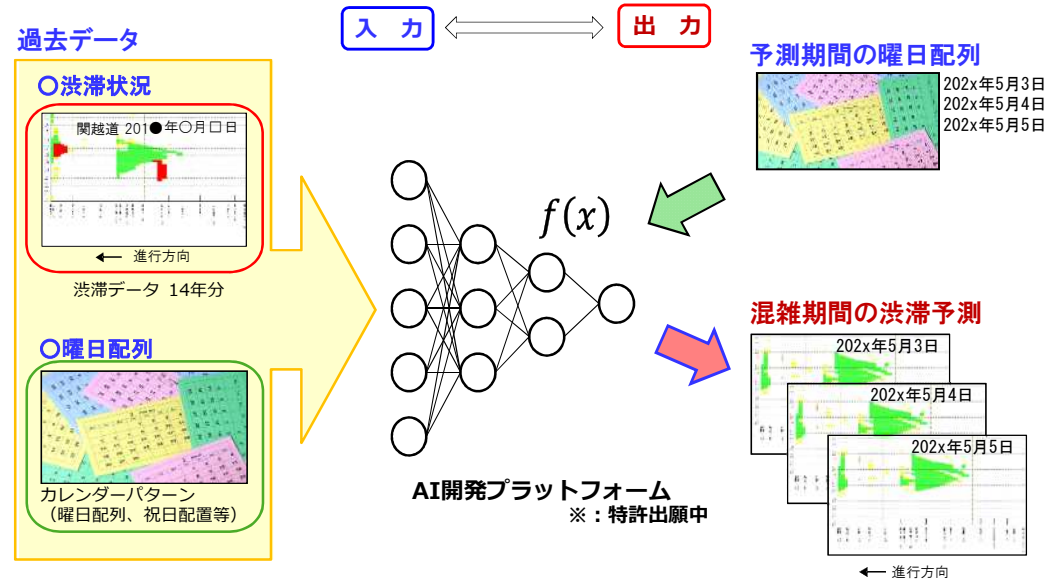 入 力
出 力
過去データ
〇渋滞状況
関越道 201●年〇月□日
← 進行方向
渋滞データ 14年分
〇曜日配列
カレンダーパターン
（曜日配列、祝日配置等）
f(x)
AI開発プラットフォーム
※：特許出願中
予測期間の曜日配列
202x年5月3日
202x年5月4日
202x年5月5日
混雑期間の渋滞予測
202x年5月3日
202x年5月4日
202x年5月5日
← 進行方向